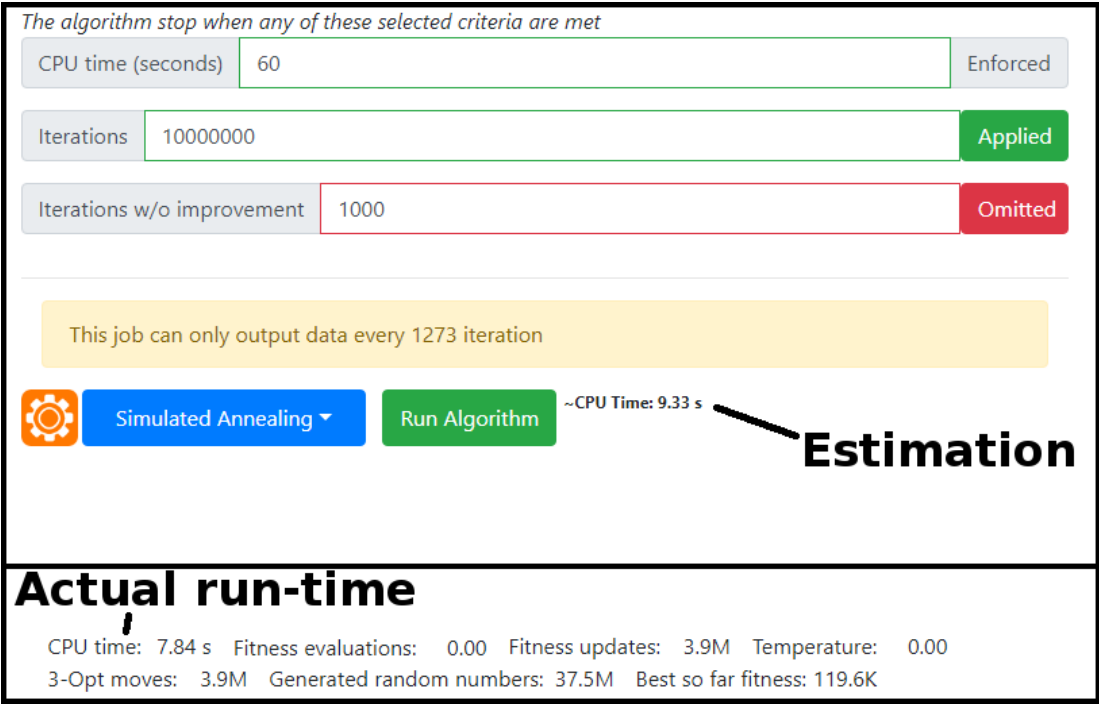 The algorithm stop when any of these selected criteria are met
CPU time (seconds) 60 Enforced
Iterations 10000000 Applied
Iterations w/o improvement 1000 Omitted
This job can only output data every 1273 iteration
Simulated Annealing Run Algorithm ~CPU Time: 9.33 s
Estimation
Actual run-time
CPU time: 7.84 s Fitness evaluations: 0.00 Fitness updates: 3.9M Temperature: 0.00
3-Opt moves: 3.9M Generated random numbers: 37.5M Best so far fitness: 119.6K